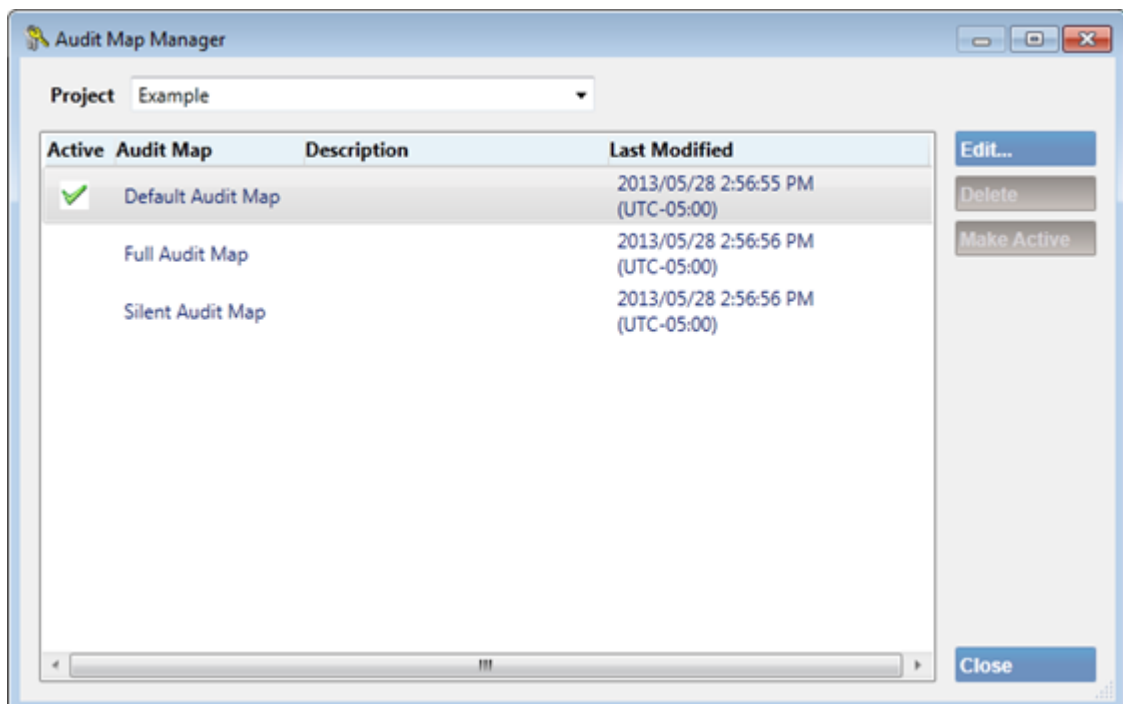 Audit Map Manager
Project Example
Active Audit Map Description Last Modified
Default Audit Map 2013/05/28 2:56:55 PM
(UTC-05:00)
Full Audit Map 2013/05/28 2:56:56 PM
(UTC-05:00)
Silent Audit Map 2013/05/28 2:56:56 PM
(UTC-05:00)
Edit...
Delete
Make Active
Close